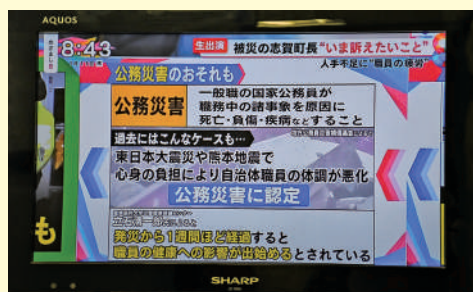 AQUOS
8:43
生出演 被災の志賀町長"いま訴えたいこと"
人手不足に"職員の疲労"
公務災害のおそれも
公務災害
一般職の国家公務員が
職務中の諸事象を原因に
死亡・負傷・疾病などすること
過去にはこんなケースも…
東日本大震災や熊本地震で
心身の負担により自治体職員の体調が悪化
公務災害に認定
発災から1週間ほど経過すると
職員の健康への影響が出始めるとされている
も
SHARP